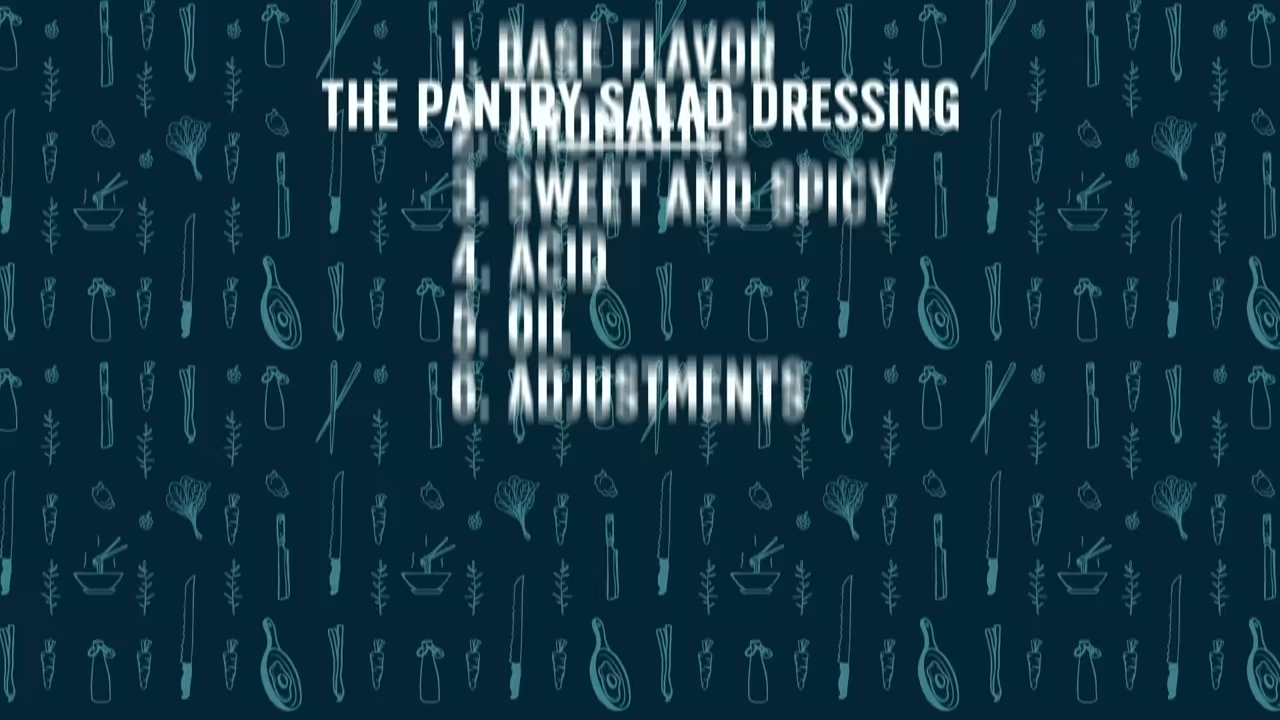 THE PANTRY SALAD DRESSING
1. BASE FLAVOR
2. AROMATICS
3. SWEET AND SPICY
4. ACID
5. OIL
6. ADJUSTMENTS